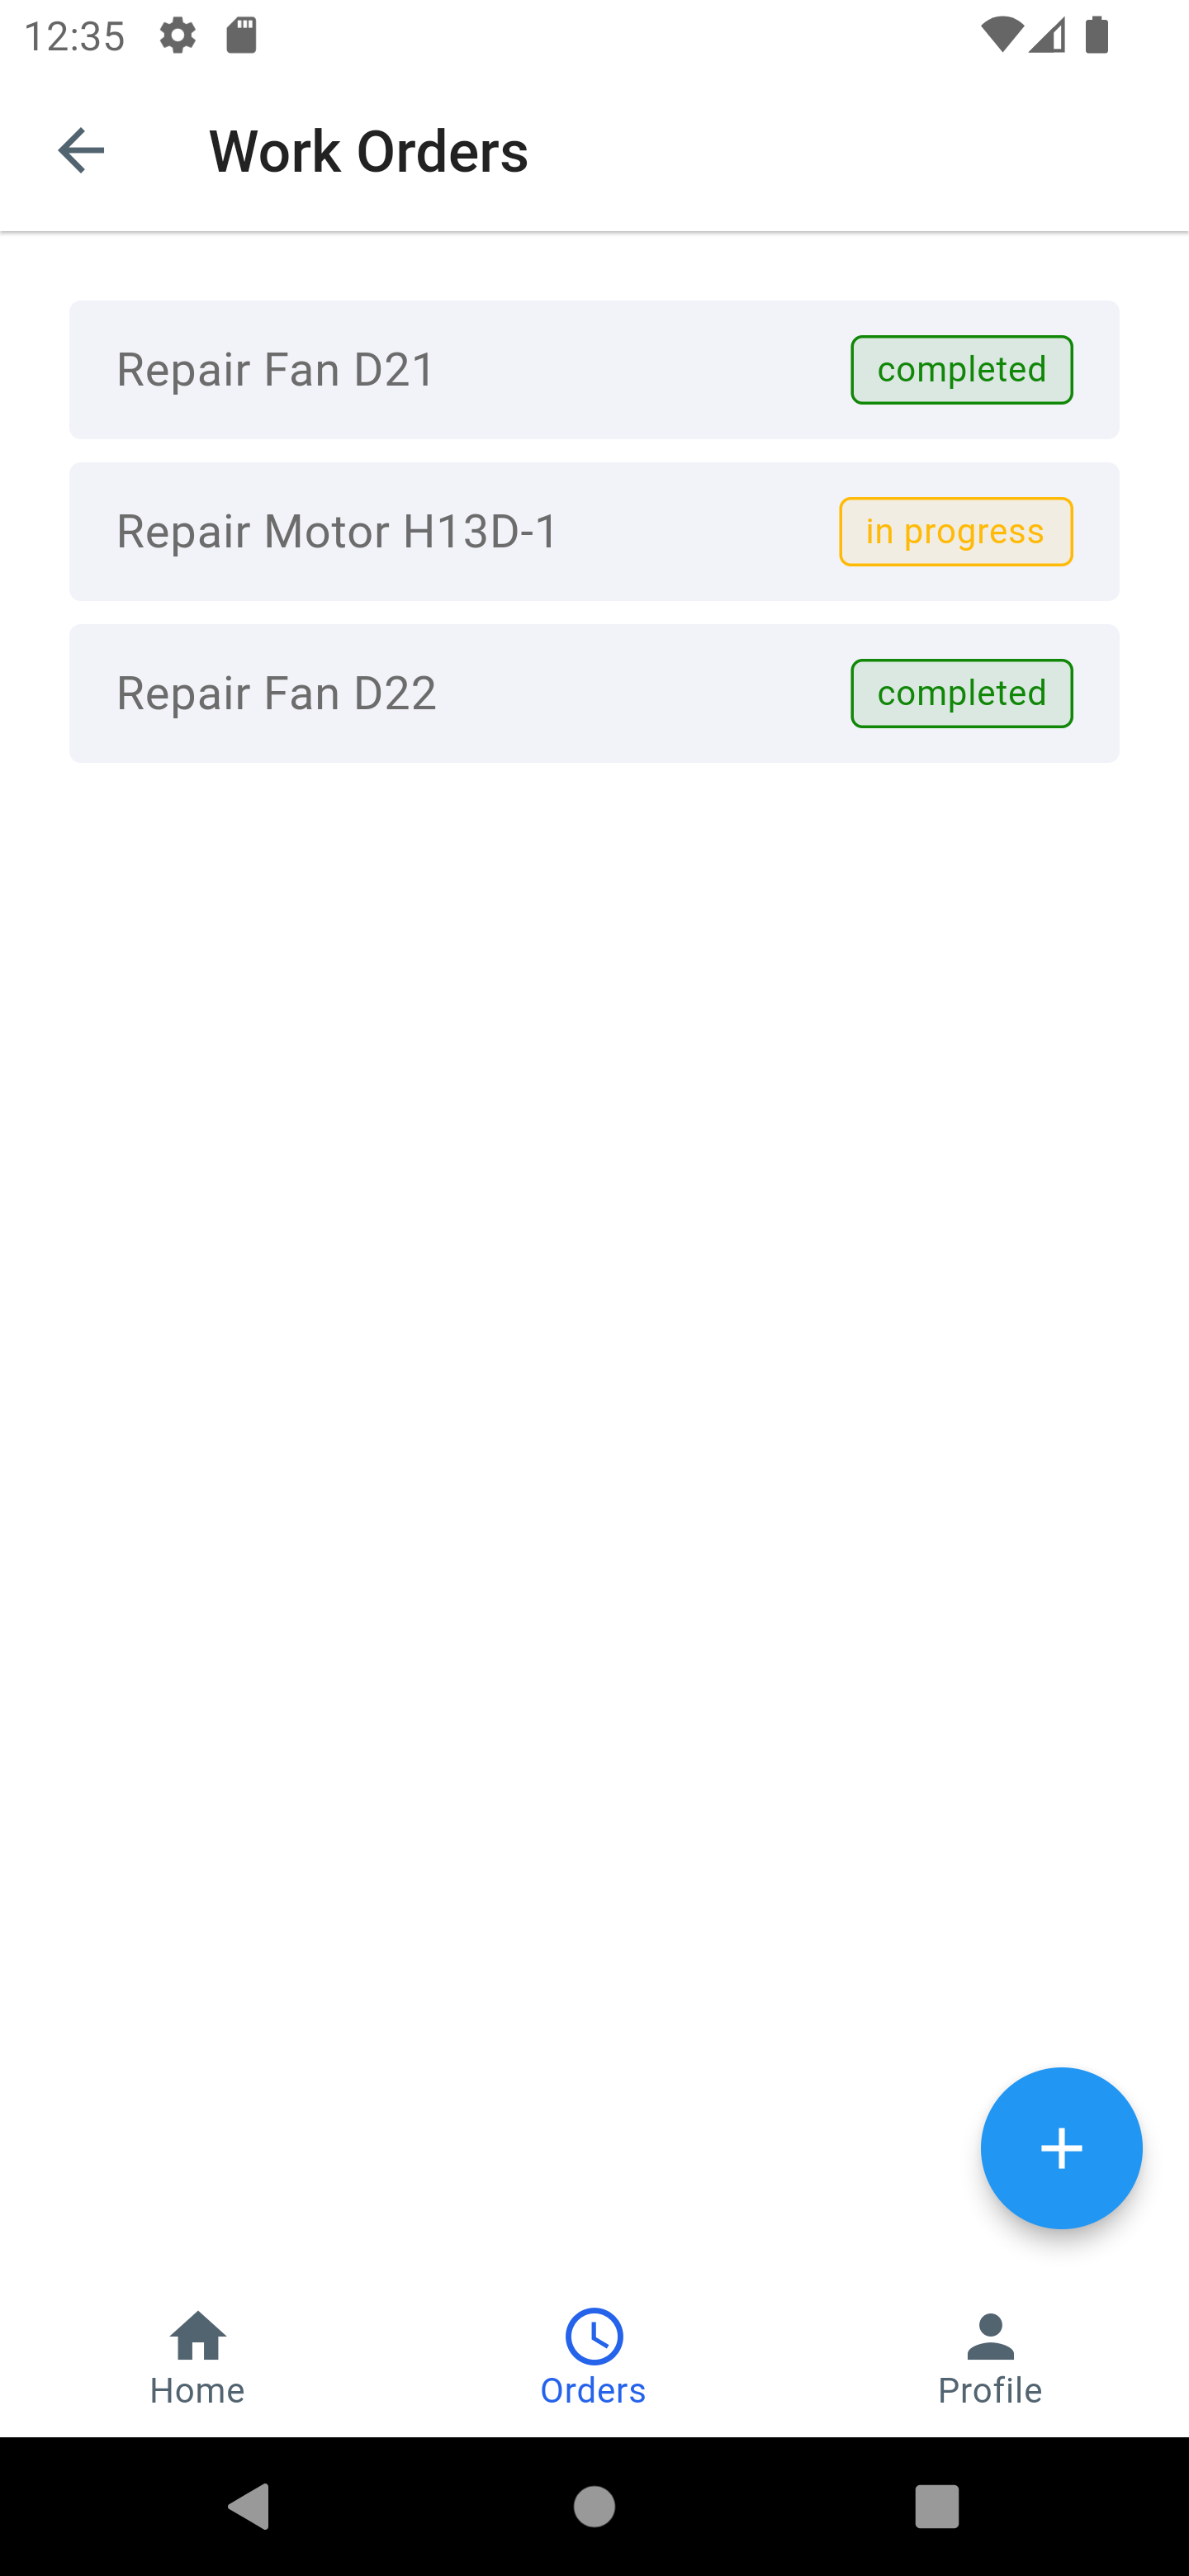 12:35
Work Orders
Repair Fan D21 completed
Repair Motor H13D-1 in progress
Repair Fan D22 completed
Home Orders Profile